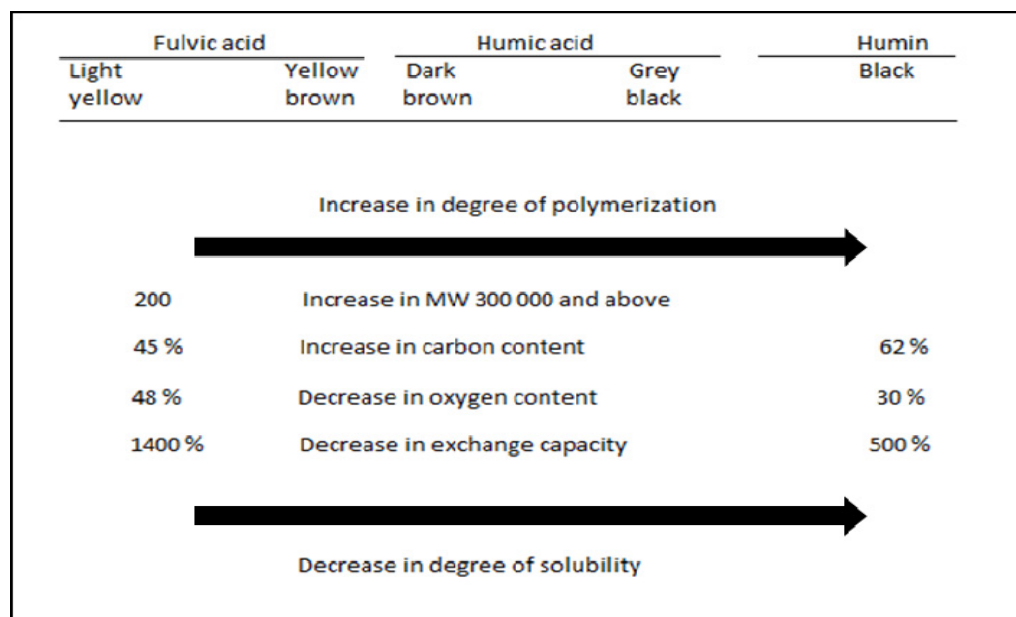 Fulvic acid Humic acid Humin
Light Yellow Dark Grey Black
yellow brown brown black
Increase in degree of polymerization
200 Increase in MW 300 000 and above
45 % Increase in carbon content 62 %
48 % Decrease in oxygen content 30 %
1400 % Decrease in exchange capacity 500 %
Decrease in degree of solubility